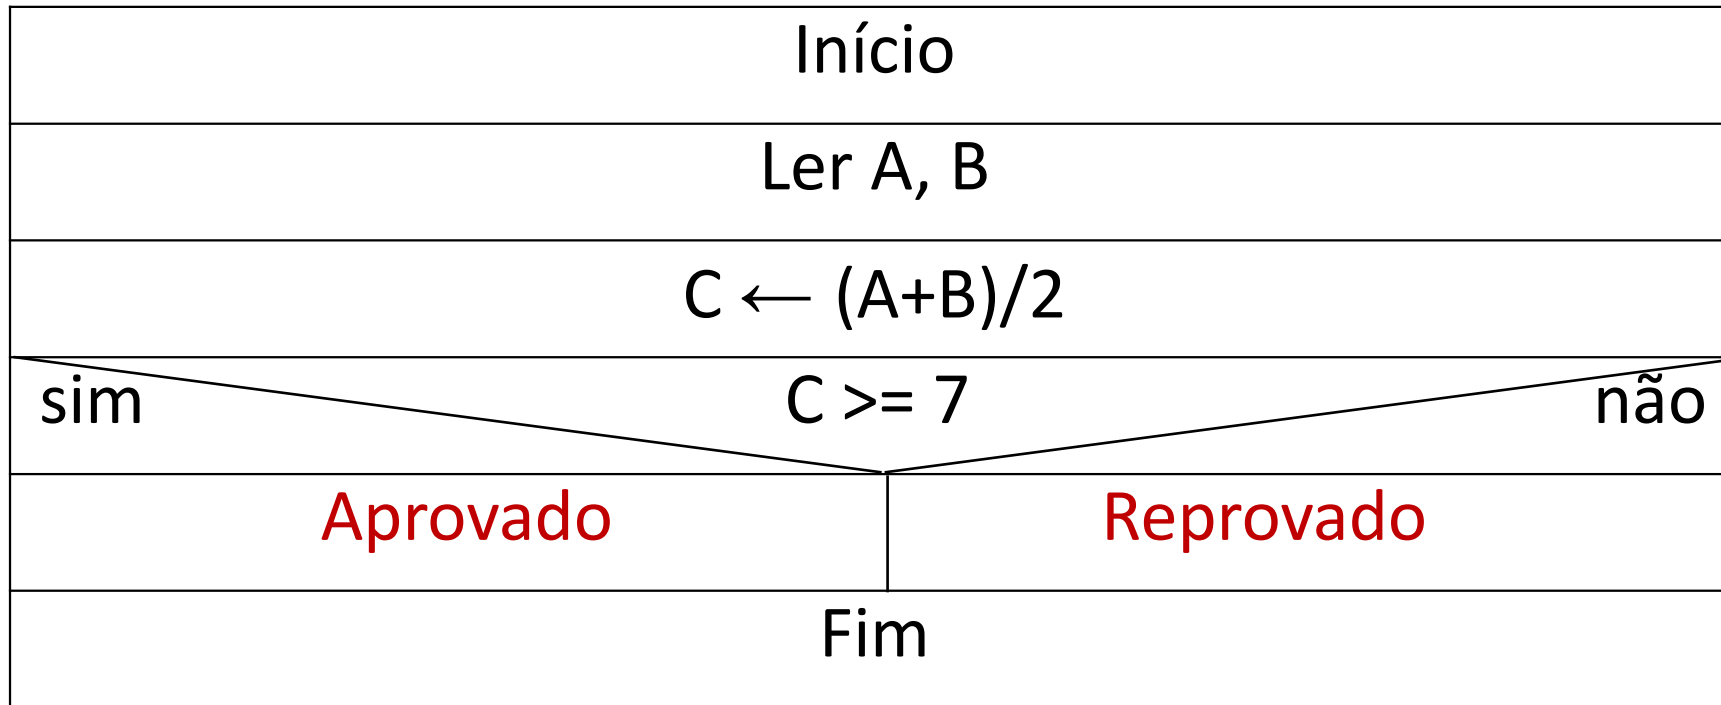 Início
Ler A, B
C ← (A+B)/2
sim C >= 7 não
Aprovado Reprovado
Fim